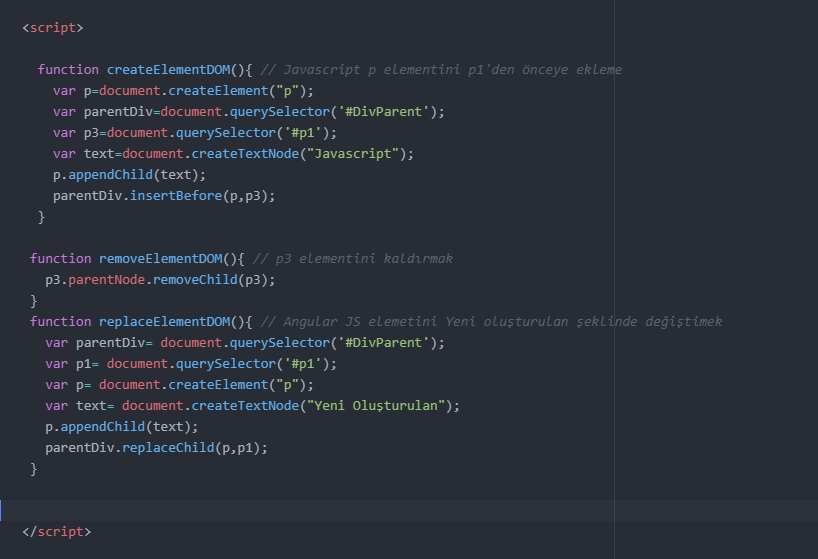 <script>
function createElementDOM(){ // Javascript p elementini p1'den önceye ekleme
var p=document.createElement("p");
var parentDiv=document.querySelector('#DivParent');
var p3=document.querySelector('#p1');
var text=document.createTextNode("Javascript");
p.appendChild(text);
parentDiv.insertBefore(p,p3);
}
function removeElementDOM(){ // p3 elementini kaldırmak
p3.parentNode.removeChild(p3);
}
function replaceElementDOM(){ // Angular JS elemetini Yeni oluşturulan şeklinde değiştimek
var parentDiv= document.querySelector('#DivParent');
var p1= document.querySelector('#p1');
var p= document.createElement("p");
var text= document.createTextNode("Yeni Oluşturulan");
p.appendChild(text);
parentDiv.replaceChild(p,p1);
}
</script>